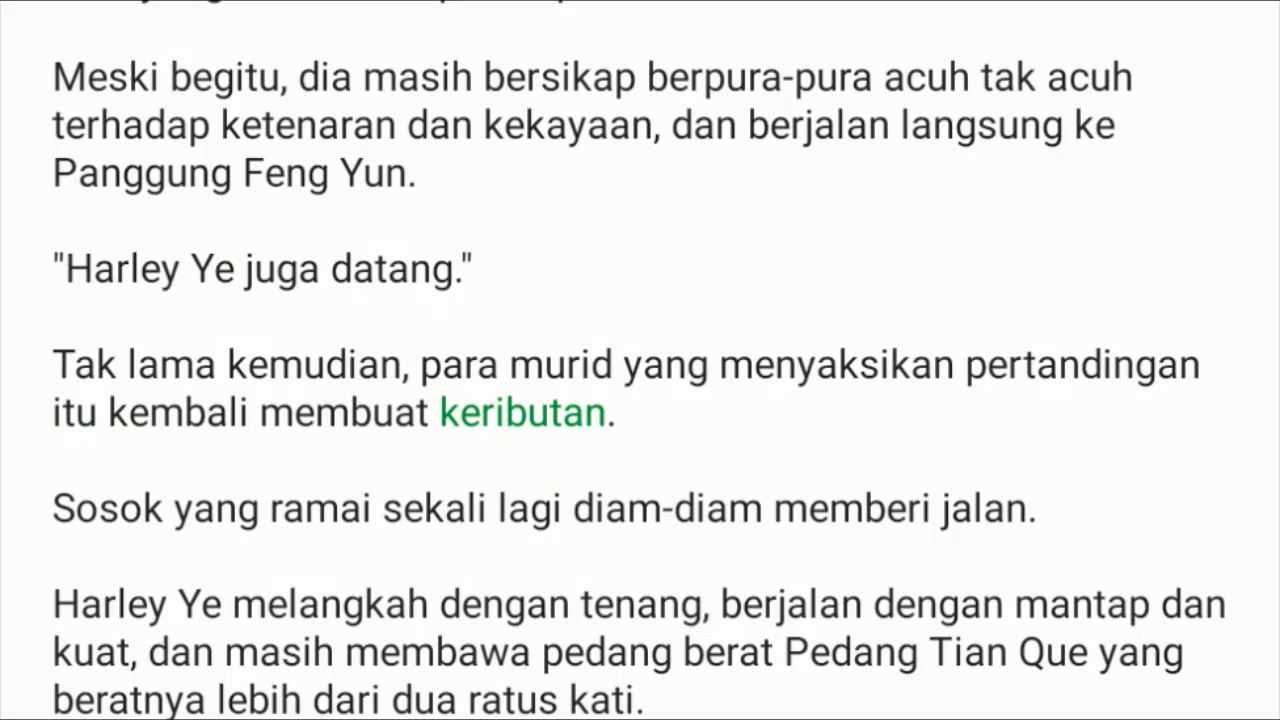 Meski begitu, dia masih bersikap berpura-pura acuh tak acuh
terhadap ketenaran dan kekayaan, dan berjalan langsung ke
Panggung Feng Yun.
"Harley Ye juga datang."
Tak lama kemudian, para murid yang menyaksikan pertandingan
itu kembali membuat keributan.
Sosok yang ramai sekali lagi diam-diam memberi jalan.
Harley Ye melangkah dengan tenang, berjalan dengan mantap dan
kuat, dan masih membawa pedang berat Pedang Tian Que yang
beratnya lebih dari dua ratus kati.